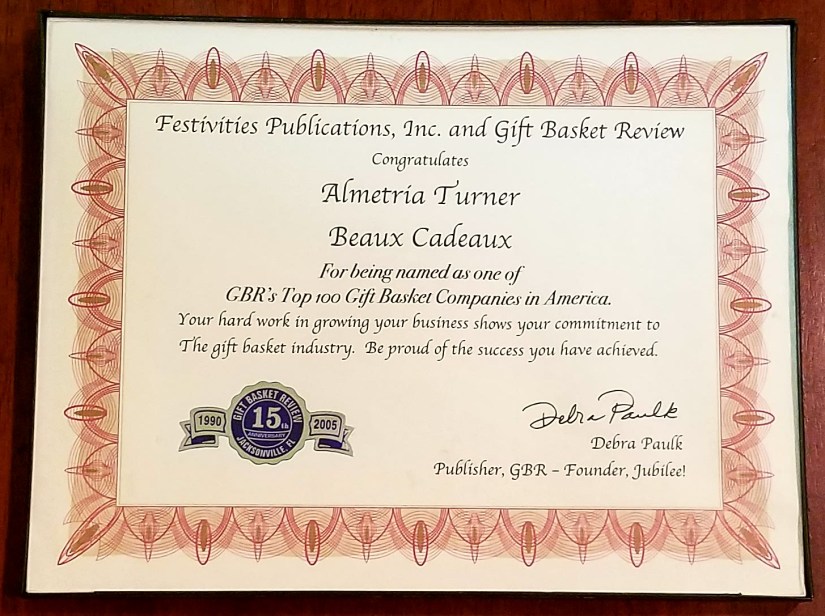 Festivities Publications, Inc. and Gift Basket Review
Congratulates
Almetria Turner
Beaux Cadeaux
For being named as one of
GBR's Top 100 Gift Basket Companies in America.
Your hard work in growing your business shows your commitment to
The gift basket industry. Be proud of the success you have achieved.
GIFT BASKET REVIEW
1990 15th 2005
ANNIVERSARY
JACKSONVILLE, FL
Debra Paulk
Debra Paulk
Publisher, GBR – Founder, Jubilee!